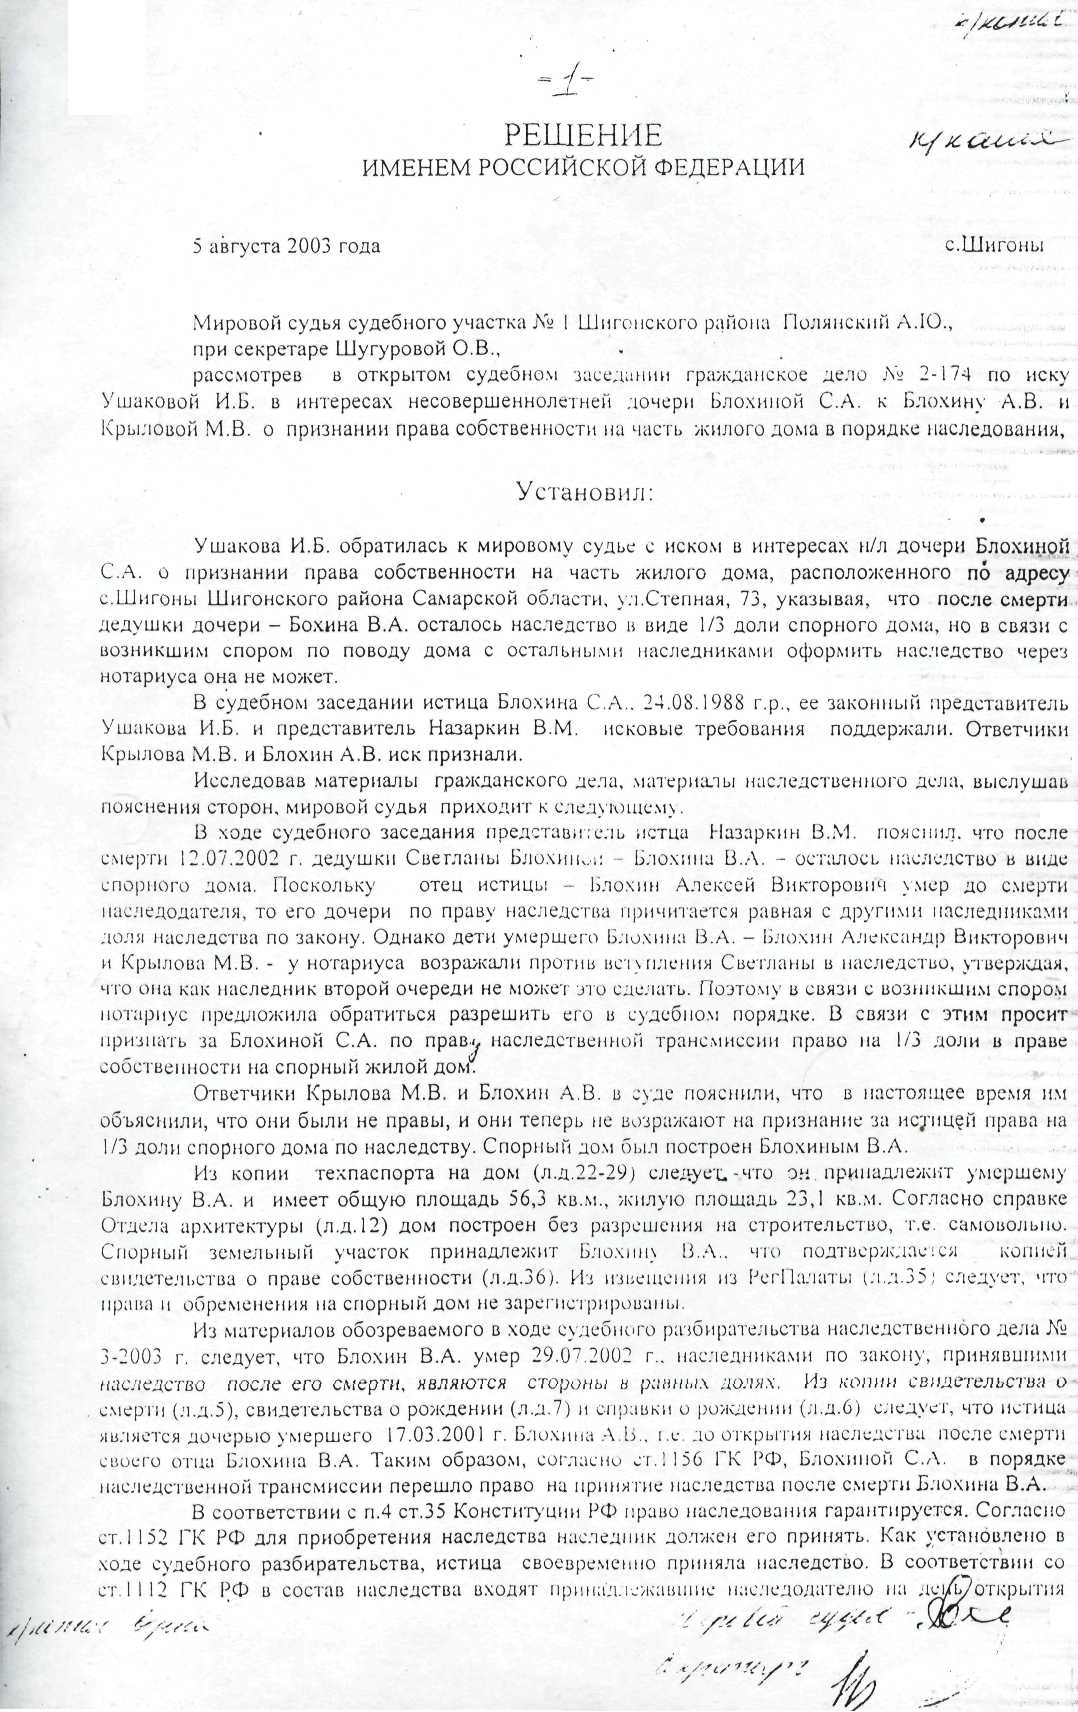 - 1 -
РЕШЕНИЕ
ИМЕНЕМ РОССИЙСКОЙ ФЕДЕРАЦИИ
5 августа 2003 года с.Шигоны
Мировой судья судебного участка № 1 Шигонского района Полянский А.Ю.,
при секретаре Шугуровой О.В.,
рассмотрев в открытом судебном заседании гражданское дело № 2-174 по иску
Ушаковой И.Б. в интересах несовершеннолетней дочери Блохиной С.А. к Блохину А.В. и
Крыловой М.В. о признании права собственности на часть жилого дома в порядке наследования,
Установил:
Ушакова И.Б. обратилась к мировому судье с иском в интересах н/л дочери Блохиной
С.А. о признании права собственности на часть жилого дома, расположенного по адресу
с.Шигоны Шигонского района Самарской области, ул.Степная, 73, указывая, что после смерти
дедушки дочери – Бохина В.А. осталось наследство в виде 1/3 доли спорного дома, но в связи с
возникшим спором по поводу дома с остальными наследниками оформить наследство через
нотариуса она не может.
В судебном заседании истица Блохина С.А., 24.08.1988 г.р., ее законный представитель
Ушакова И.Б. и представитель Назаркин В.М. исковые требования поддержали. Ответчики
Крылова М.В. и Блохин А.В. иск признали.
Исследовав материалы гражданского дела, материалы наследственного дела, выслушав
пояснения сторон, мировой судья приходит к следующему.
В ходе судебного заседания представитель истца Назаркин В.М. пояснил, что после
смерти 12.07.2002 г. дедушки Светланы Блохиной – Блохина В.А. – осталось наследство в виде
спорного дома. Поскольку отец истицы – Блохин Алексей Викторович умер до смерти
наследодателя, то его дочери по праву наследства причитается равная с другими наследниками
доля наследства по закону. Однако дети умершего Блохина В.А. – Блохин Александр Викторович
и Крылова М.В. - у нотариуса возражали против вступления Светланы в наследство, утверждая,
что она как наследник второй очереди не может это сделать. Поэтому в связи с возникшим спором
нотариус предложила обратиться разрешить его в судебном порядке. В связи с этим просит
признать за Блохиной С.А. по праву наследственной трансмиссии право на 1/3 доли в праве
собственности на спорный жилой дом.
Ответчики Крылова М.В. и Блохин А.В. в суде пояснили, что в настоящее время им
объяснили, что они были не правы, и они теперь не возражают на признание за истицей права на
1/3 доли спорного дома по наследству. Спорный дом был построен Блохиным В.А.
Из копии техпаспорта на дом (л.д.22-29) следует, что он принадлежит умершему
Блохину В.А. и имеет общую площадь 56,3 кв.м., жилую площадь 23,1 кв.м. Согласно справке
Отдела архитектуры (л.д.12) дом построен без разрешения на строительство, т.е. самовольно.
Спорный земельный участок принадлежит Блохину В.А., что подтверждается копией
свидетельства о праве собственности (л.д.36). Из извещения из РегПалаты (л.д.35) следует, что
права и обременения на спорный дом не зарегистрированы.
Из материалов обозреваемого в ходе судебного разбирательства наследственного дела №
3-2003 г. следует, что Блохин В.А. умер 29.07.2002 г., наследниками по закону, принявшими
наследство после его смерти, являются стороны в равных долях. Из копии свидетельства о
смерти (л.д.5), свидетельства о рождении (л.д.7) и справки о рождении (л.д.6) следует, что истица
является дочерью умершего 17.03.2001 г. Блохина А.В., т.е. до открытия наследства после смерти
своего отца Блохина В.А. Таким образом, согласно ст.1156 ГК РФ, Блохиной С.А. в порядке
наследственной трансмиссии перешло право на принятие наследства после смерти Блохина В.А.
В соответствии с п.4 ст.35 Конституции РФ право наследования гарантируется. Согласно
ст.1152 ГК РФ для приобретения наследства наследник должен его принять. Как установлено в
ходе судебного разбирательства, истица своевременно приняла наследство. В соответствии со
ст.1112 ГК РФ в состав наследства входят принадлежавшие наследодателю на день открытия
судья